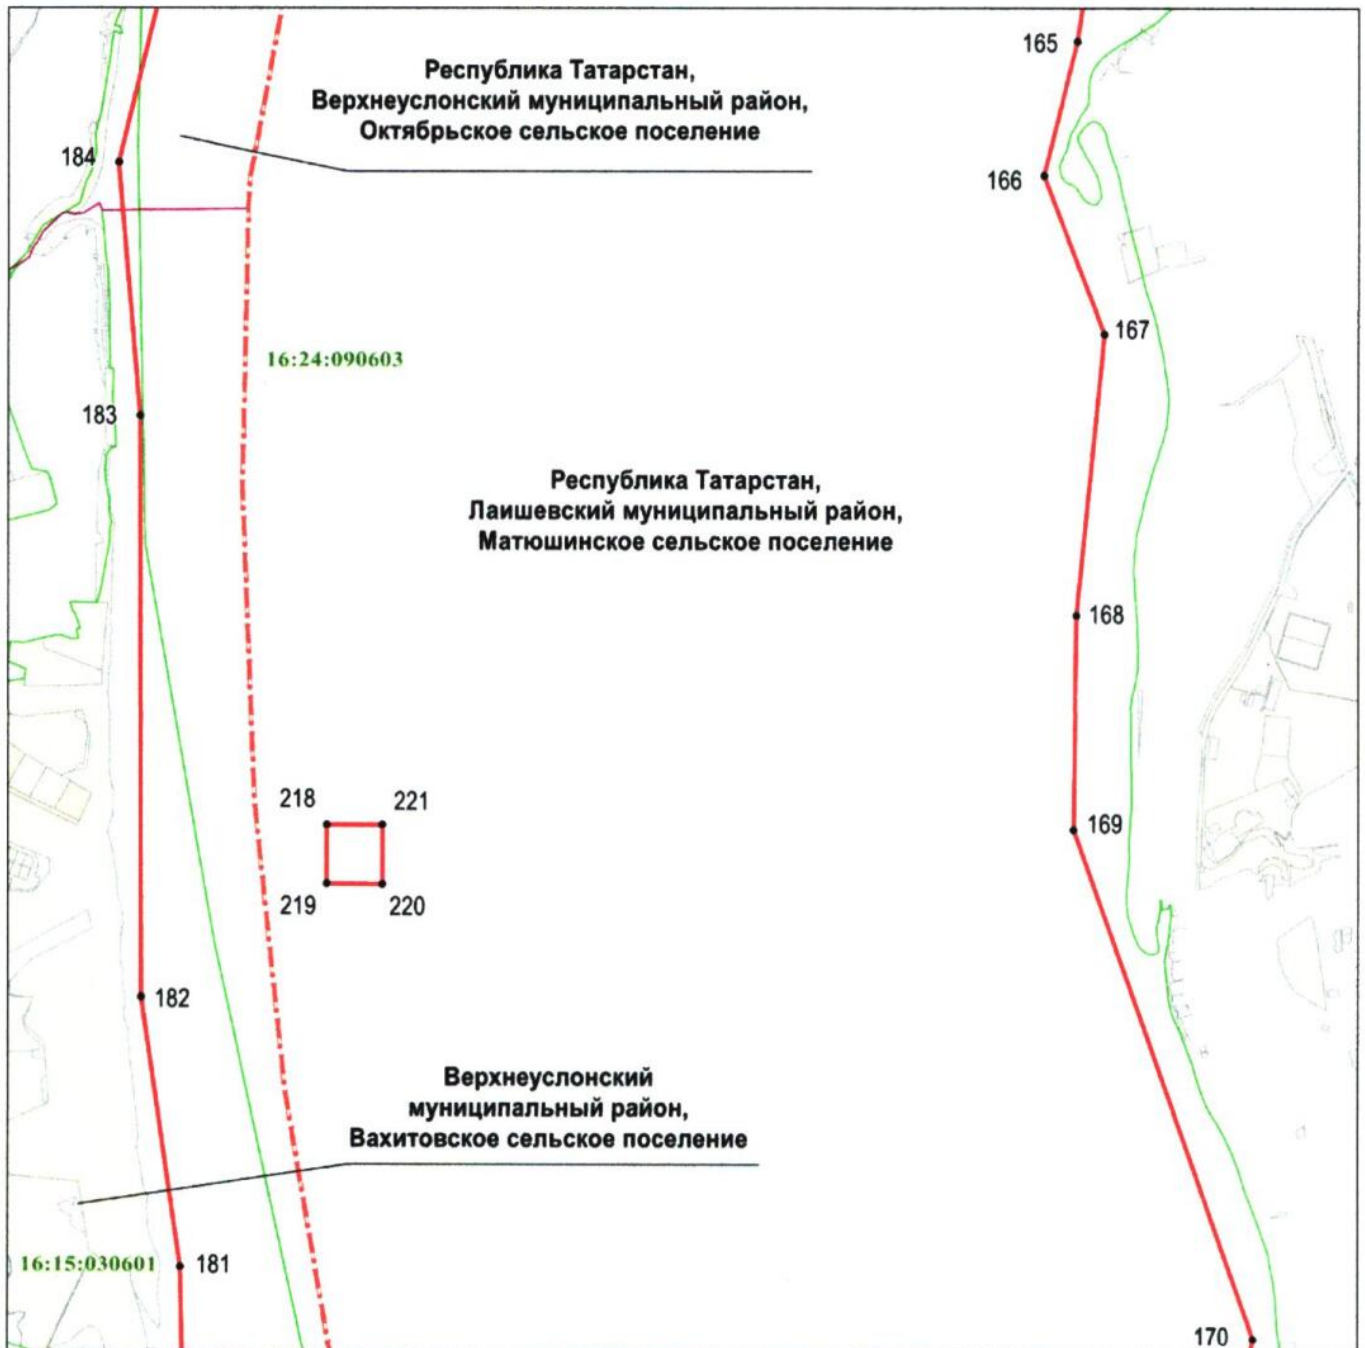 165
Республика Татарстан,
Верхнеуслонский муниципальный район,
Октябрьское сельское поселение
184
166
167
16:24:090603
183
Республика Татарстан,
Лаишевский муниципальный район,
Матюшинское сельское поселение
168
218
221
169
219
220
182
Верхнеуслонский
муниципальный район,
Вахитовское сельское поселение
16:15:030601
181
170